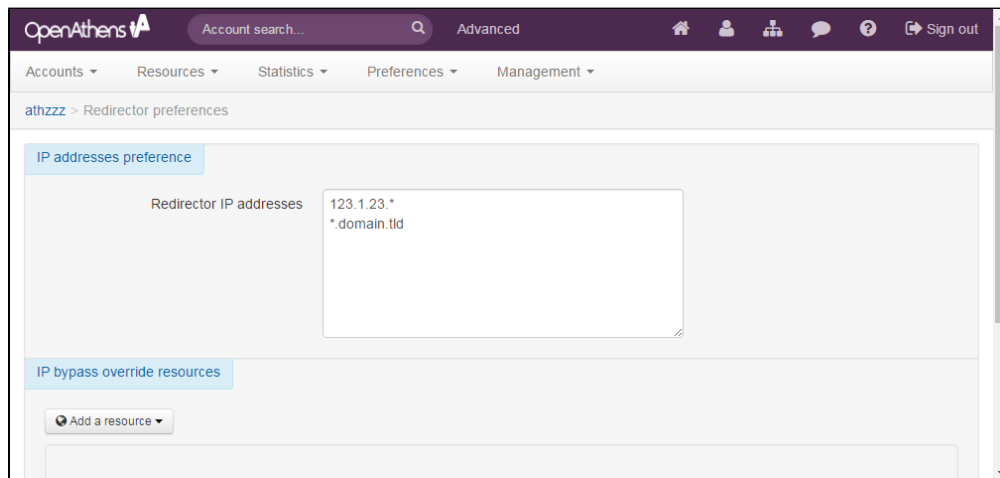 OpenAthens Account search... Advanced Sign out
Accounts Resources Statistics Preferences Management
athzzz > Redirector preferences
IP addresses preference
Redirector IP addresses 123.1.23.*
*.domain.tld
IP bypass override resources
Add a resource